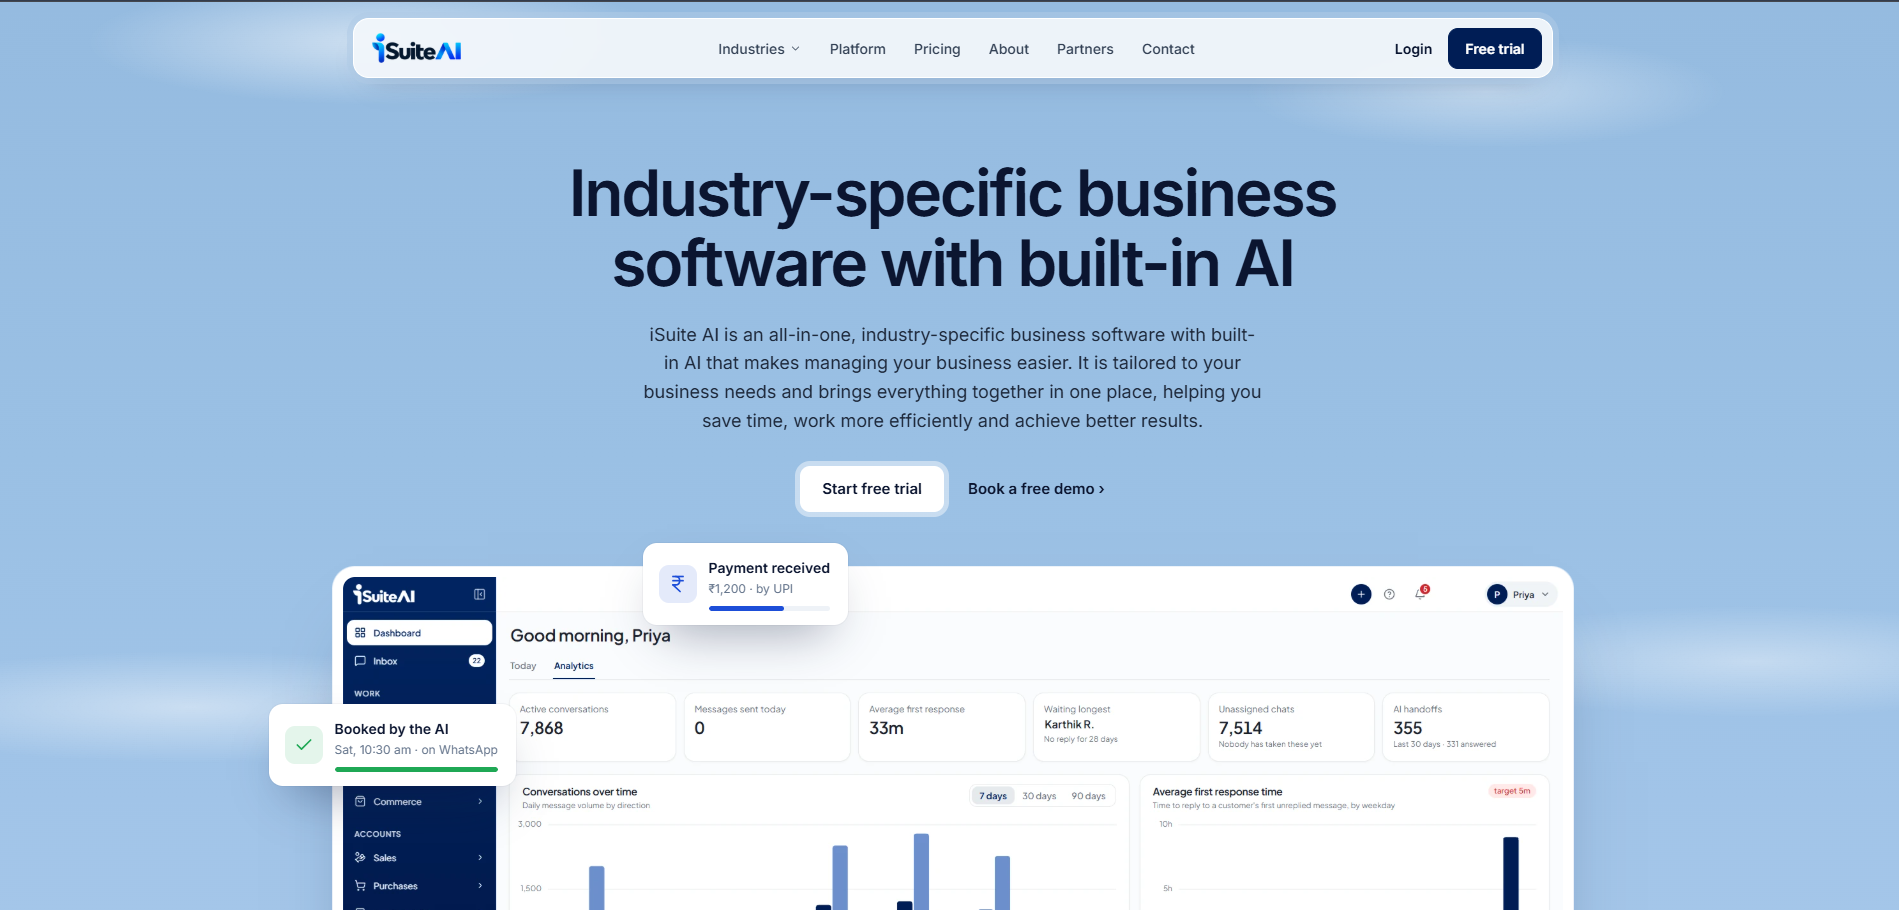 iSuiteAI
Industries
Platform
Pricing
About
Partners
Contact
Login
Free trial
Industry-specific business
software with built-in AI
iSuite AI is an all-in-one, industry-specific business software with built-
in AI that makes managing your business easier. It is tailored to your
business needs and brings everything together in one place, helping you
save time, work more efficiently and achieve better results.
Start free trial
Book a free demo ›
Payment received
₹1,200 · by UPI
iSuiteAI
5
P
Priya
Dashboard
Inbox
22
WORK
Booked by the AI
Sat, 10:30 am · on WhatsApp
Commerce
ACCOUNTS
Sales
Purchases
Good morning, Priya
Today
Analytics
Active conversations
7,868
Messages sent today
0
Average first response
33m
Waiting longest
Karthik R.
No reply for 28 days
Unassigned chats
7,514
Nobody has taken these yet
AI handoffs
355
Last 30 days · 331 answered
Conversations over time
Daily message volume by direction
7 days
30 days
90 days
3,000
1,500
Average first response time
Time to reply to a customer's first unreplied message, by weekday
target 5m
10h
5h